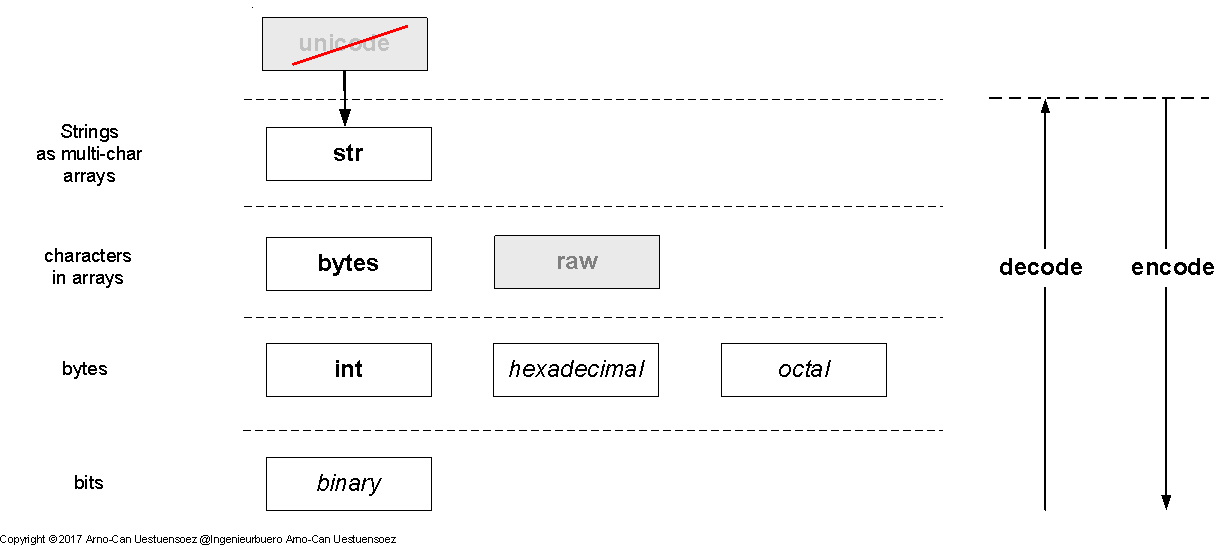 unicode
Strings
as multi-char
arrays
str
characters
in arrays
bytes
raw
decode
encode
bytes
int
hexadecimal
octal
bits
binary
Copyright ©2017 Arno-Can Uestuensoez @Ingenieurbuero Arno-Can Uestuensoez